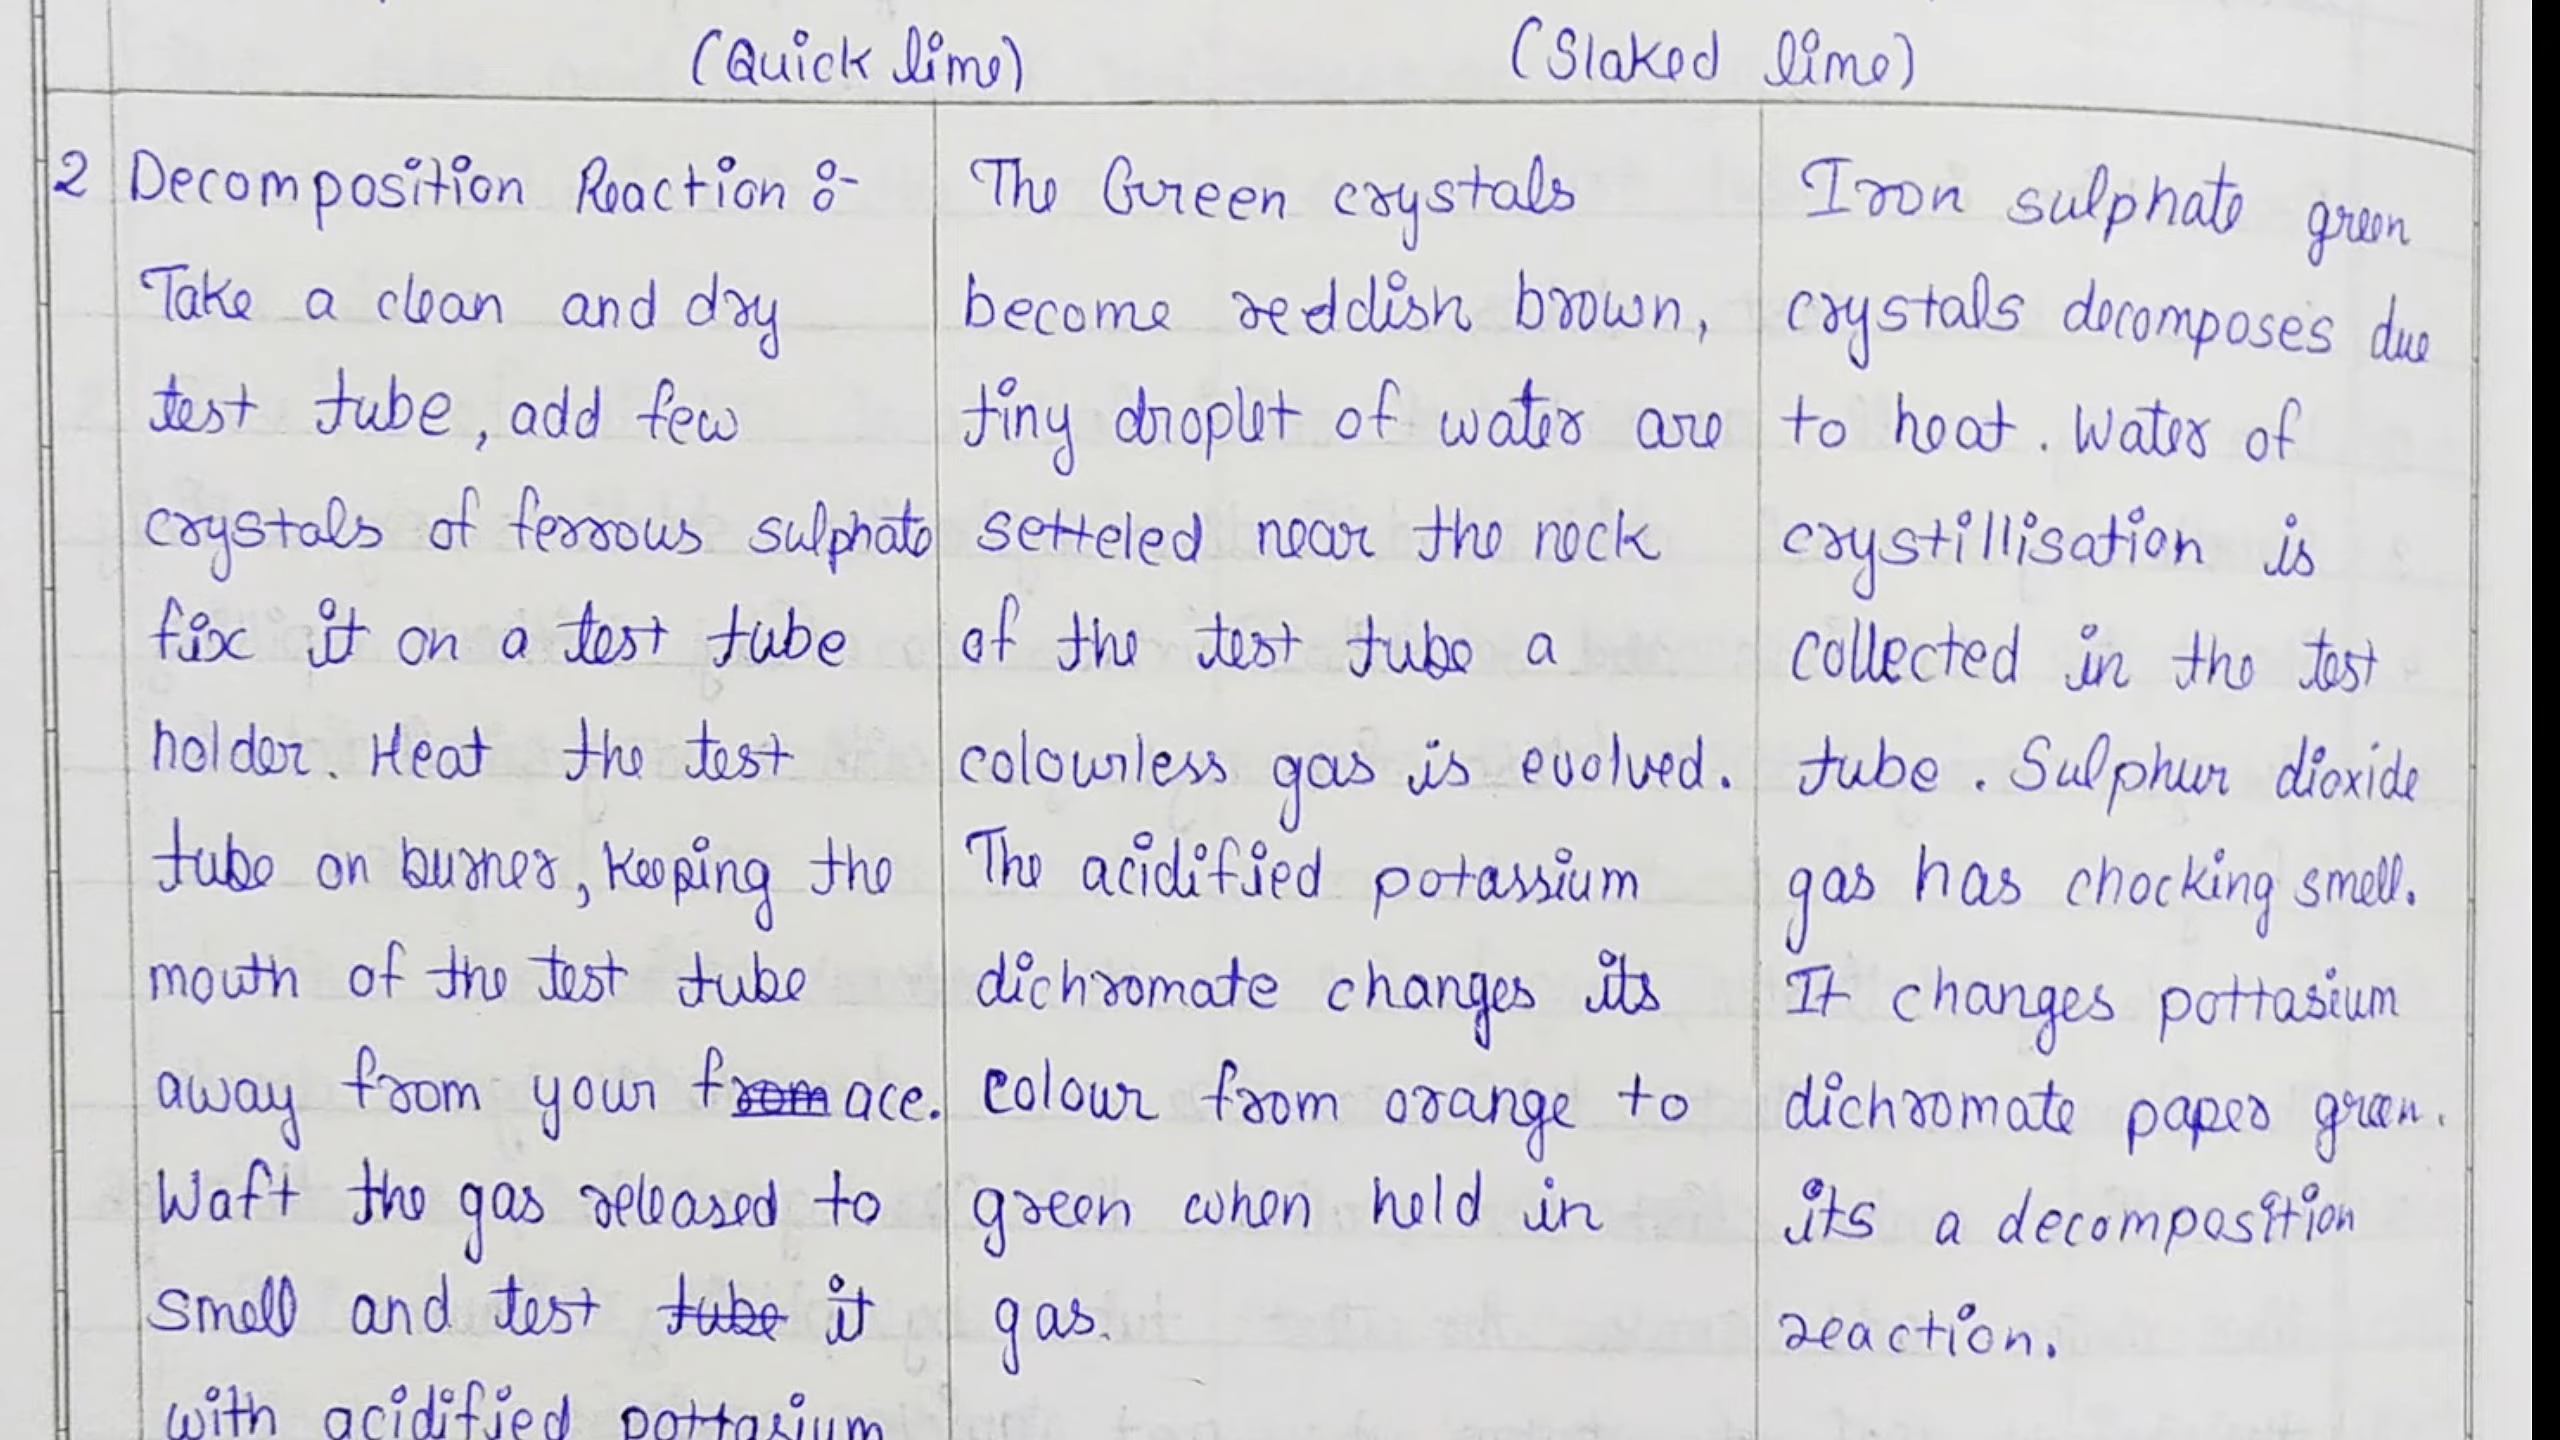 (Quick lime)
(Slaked lime)
2 Decomposition Reaction :-
Take a clean and dry
test tube, add few
crystals of ferrous sulphate
fix it on a test tube
holder. Heat the test
tube on burner, keeping the
mouth of the test tube
away from your from ace.
Waft the gas released to
smell and test tube it
with acidified pottasium
The Green crystals
become reddish brown,
tiny droplet of water are
setteled near the neck
of the test tube a
colourless gas is evolved.
The acidified potassium
dichromate changes its
colour from orange to
green when held in
gas.
Iron sulphate green
crystals decomposes due
to heat. Water of
crystillisation is
collected in the test
tube. Sulphur dioxide
gas has chocking smell.
It changes pottasium
dichromate paper green.
its a decomposition
reaction.